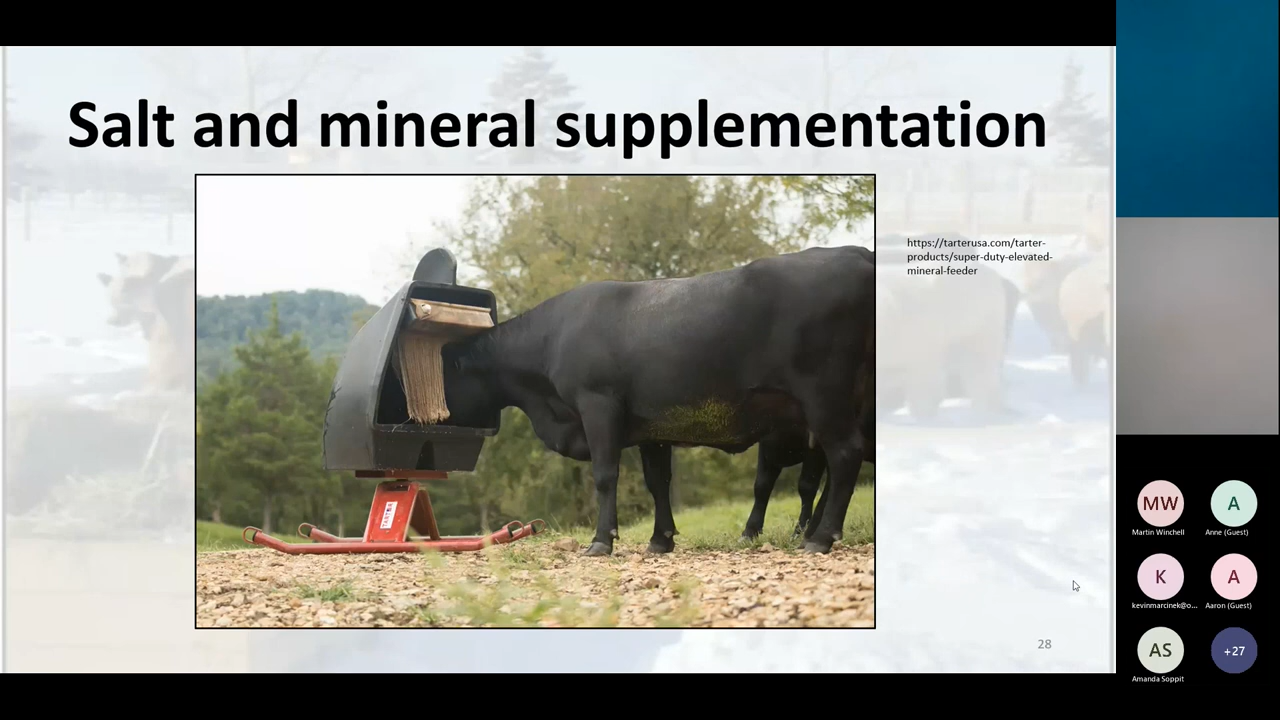 Salt and mineral supplementation
https://tarterusa.com/tarter-
products/super-duty-elevated-
mineral-feeder
28
MW
A
Martin Winchell
Anne (Guest)
K
A
kevinmarcinek@o...
Aaron (Guest)
AS
+27
Amanda Soppit